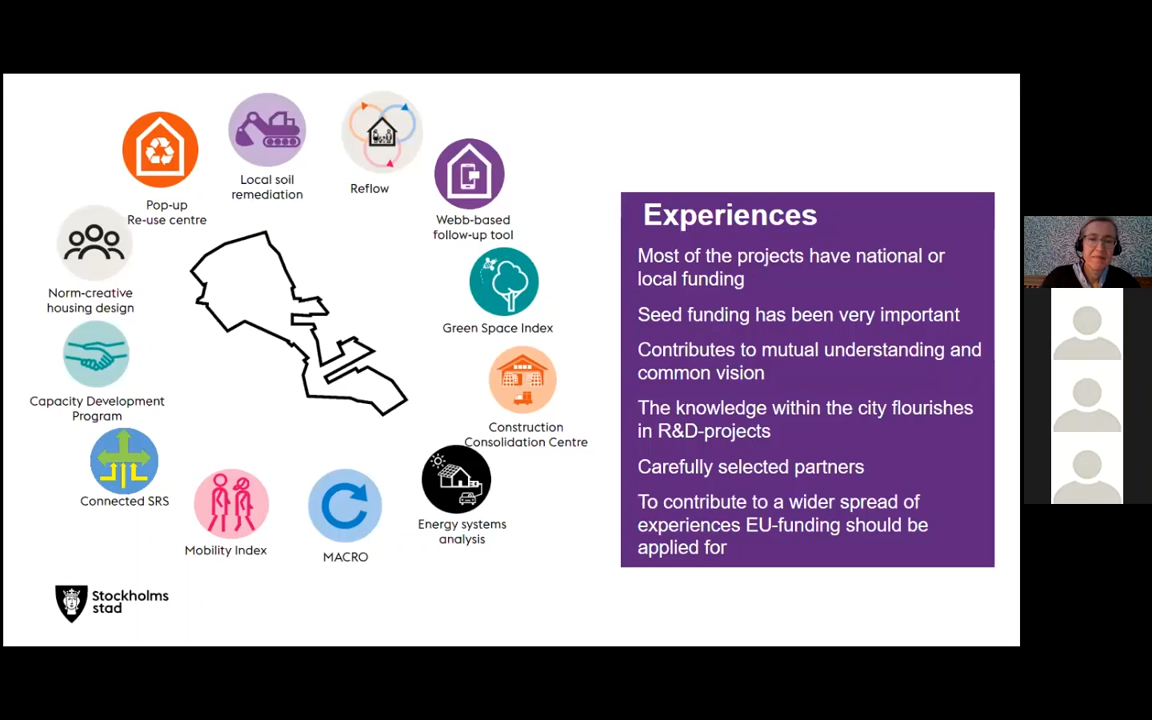 Local soil
remediation
Reflow
Pop-up
Re-use centre
Webb-based
follow-up tool
Norm-creative
housing design
Green Space Index
Capacity Development
Program
Construction
Consolidation Centre
Connected SRS
Energy systems
analysis
Mobility Index
MACRO
Stockholms
stad
Experiences
Most of the projects have national or
local funding
Seed funding has been very important
Contributes to mutual understanding and
common vision
The knowledge within the city flourishes
in R&D-projects
Carefully selected partners
To contribute to a wider spread of
experiences EU-funding should be
applied for